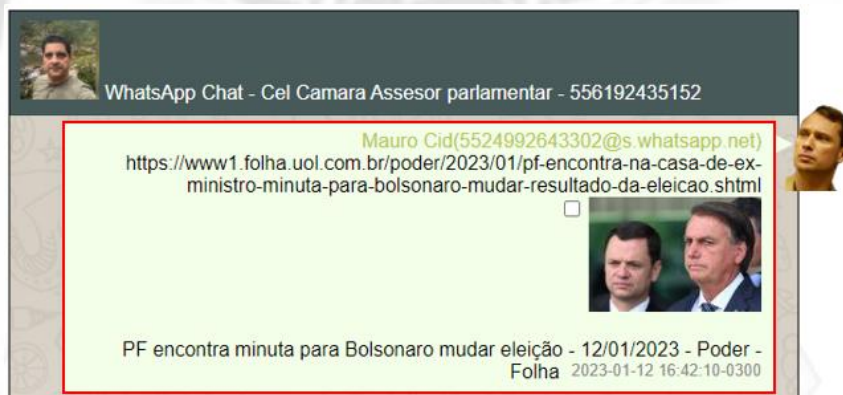 WhatsApp Chat - Cel Camara Assesor parlamentar - 556192435152
Mauro Cid(5524992643302@s.whatsapp.net)
https://www1.folha.uol.com.br/poder/2023/01/pf-encontra-na-casa-de-ex-
ministro-minuta-para-bolsonaro-mudar-resultado-da-eleicao.shtml
PF encontra minuta para Bolsonaro mudar eleição - 12/01/2023 - Poder -
Folha 2023-01-12 16:42:10-0300